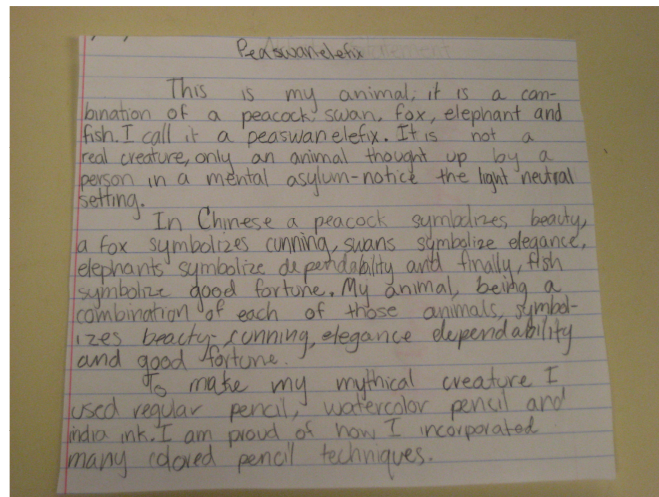 Peaswanelefix
This is my animal, it is a com-
bination of a peacock, swan, fox, elephant and
fish. I call it a peaswanelefix. It is not a
real creature, only an animal thought up by a
person in a mental asylum-notice the light neutral
setting.
In Chinese a peacock symbolizes beauty,
a fox symbolizes cunning, swans symbolize elegance,
elephants symbolize dependability and finally, fish
symbolize good fortune. My animal, being a
combination of each of those animals, symbol-
izes beauty, cunning, elegance dependability
and good fortune.
To make my mythical creature I
used regular pencil, watercolor pencil and
india ink. I am proud of how I incorporated
many colored pencil techniques.